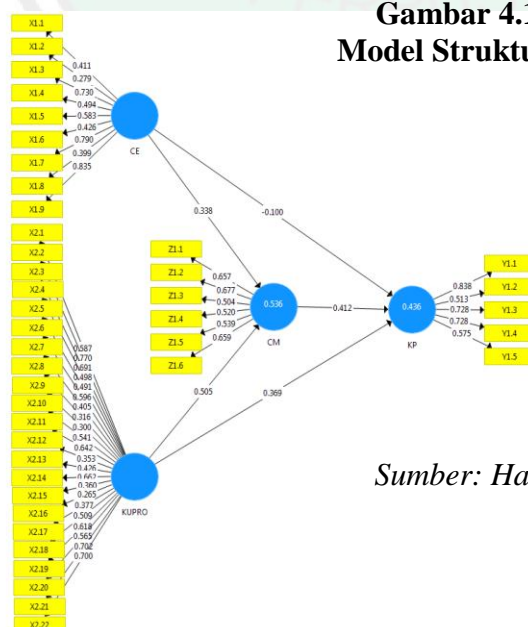 Gambar 4.1
Model Struktu
X1.1
X1.2
X1.3
X1.4
X1.5
X1.6
X1.7
X1.8
X1.9
0.411
0.279
0.730
0.494
0.583
0.426
0.790
0.399
0.835
CE
0.338
-0.100
Z1.1
Z1.2
Z1.3
Z1.4
Z1.5
Z1.6
0.657
0.677
0.504
0.520
0.539
0.659
0.536
CM
0.412
0.436
KP
0.838
0.513
0.728
0.728
0.575
Y1.1
Y1.2
Y1.3
Y1.4
Y1.5
0.505
0.369
X2.1
X2.2
X2.3
X2.4
X2.5
X2.6
X2.7
X2.8
X2.9
X2.10
X2.11
X2.12
X2.13
X2.14
X2.15
X2.16
X2.17
X2.18
X2.19
X2.20
X2.21
X2.22
0.587
0.770
0.691
0.498
0.491
0.596
0.405
0.316
0.300
0.541
0.642
0.353
0.426
0.662
0.360
0.265
0.377
0.509
0.618
0.565
0.702
0.700
KUPRO
Sumber: Ha